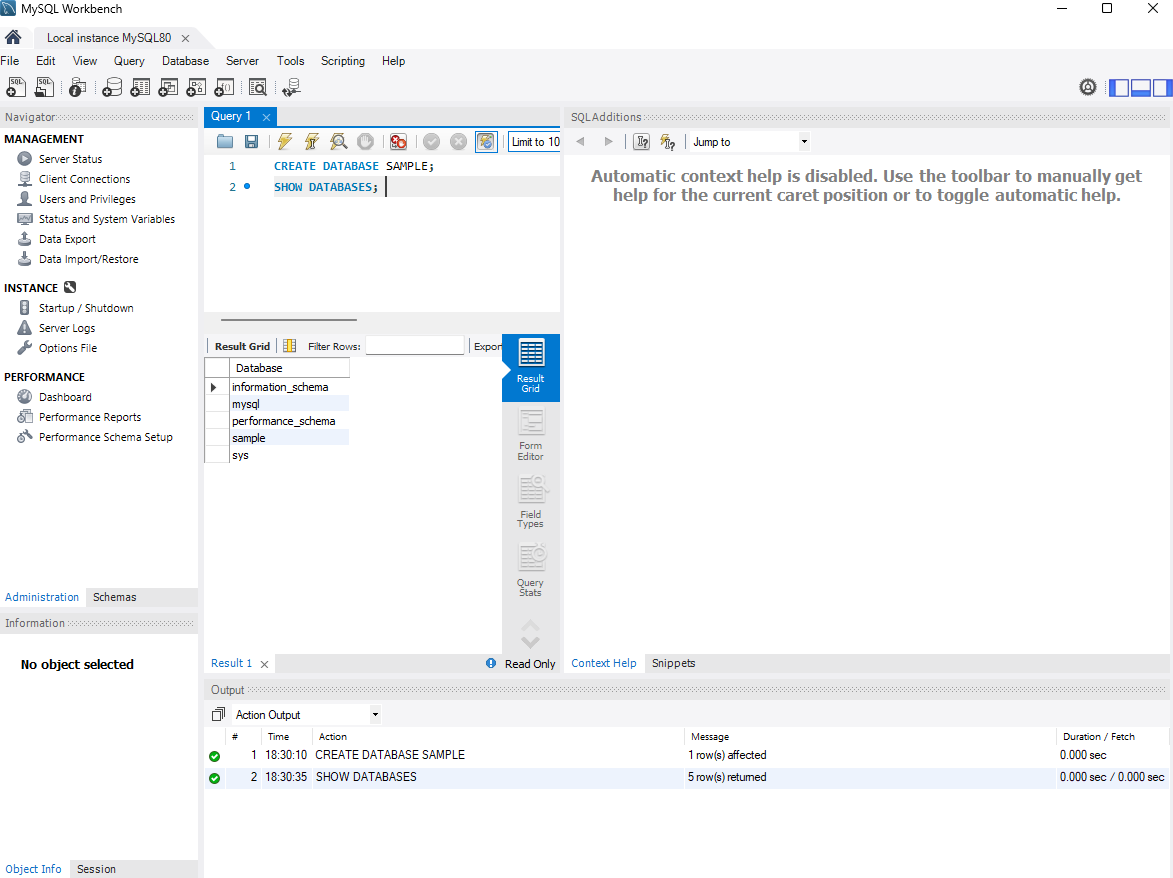 MySQL Workbench
Local instance MySQL80
File Edit View Query Database Server Tools Scripting Help
Navigator
MANAGEMENT
Server Status
Client Connections
Users and Privileges
Status and System Variables
Data Export
Data Import/Restore
INSTANCE
Startup / Shutdown
Server Logs
Options File
PERFORMANCE
Dashboard
Performance Reports
Performance Schema Setup
Administration Schemas
Information
No object selected
Object Info Session
Query 1
Limit to 10
1 CREATE DATABASE SAMPLE;
2 SHOW DATABASES;
Result Grid Filter Rows: Expor
Database
information_schema
mysql
performance_schema
sample
sys
Result
Grid
Form
Editor
Field
Types
Query
Stats
Result 1 Read Only
SQLAdditions
Jump to
Automatic context help is disabled. Use the toolbar to manually get
help for the current caret position or to toggle automatic help.
Context Help Snippets
Output
Action Output
# Time Action Message Duration / Fetch
1 18:30:10 CREATE DATABASE SAMPLE 1 row(s) affected 0.000 sec
2 18:30:35 SHOW DATABASES 5 row(s) returned 0.000 sec / 0.000 sec